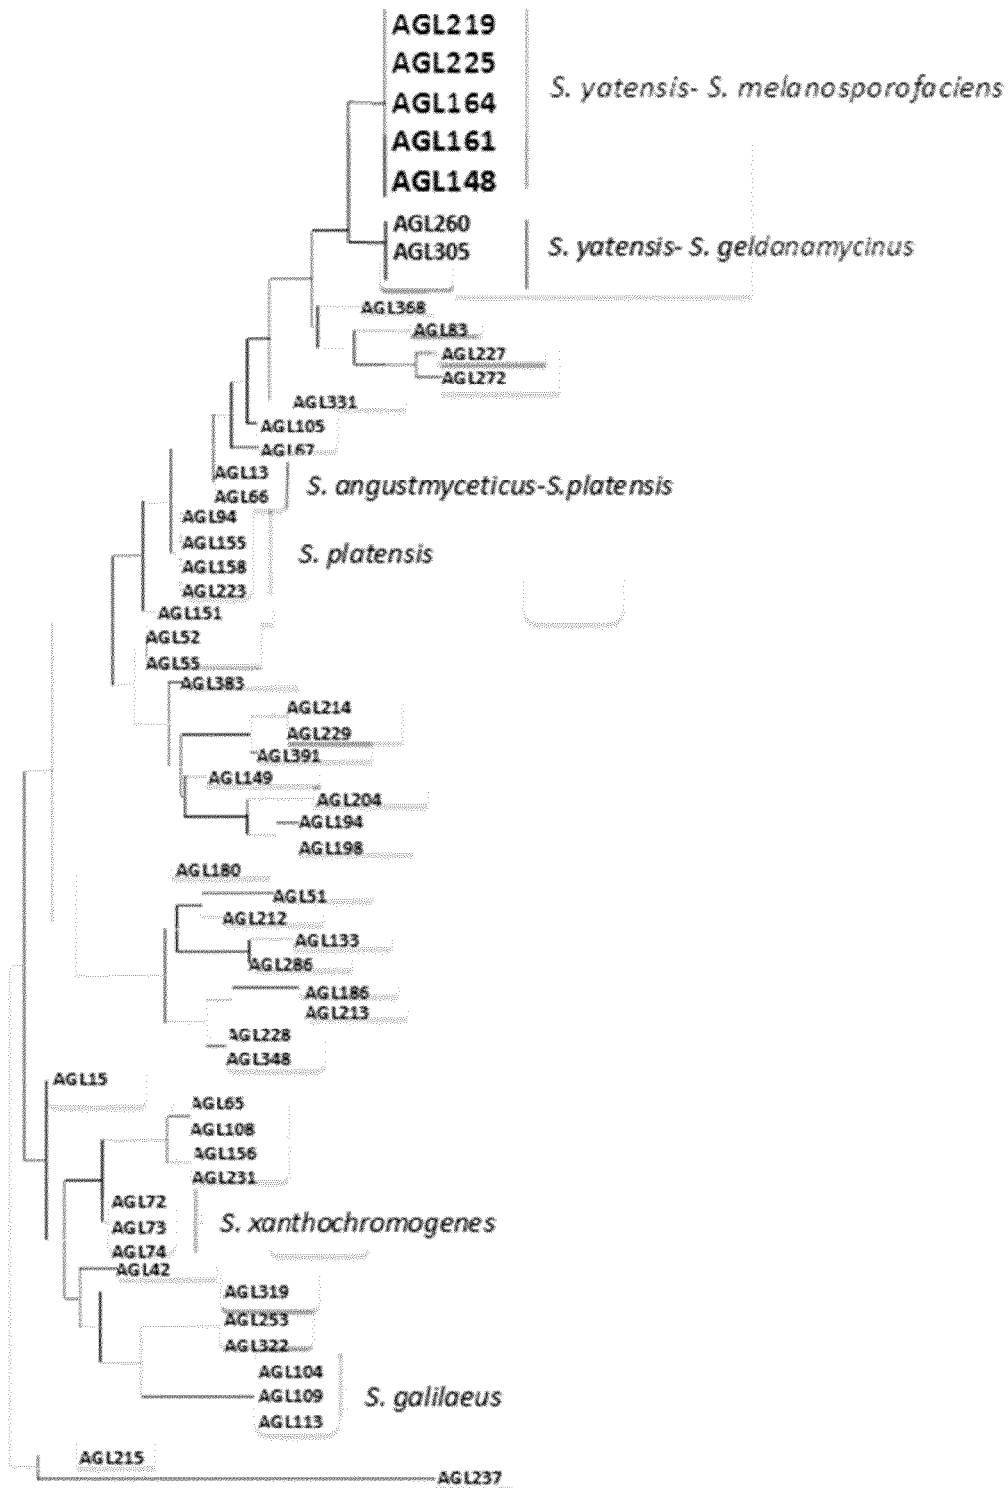 AGL219
AGL225
S. yatensis- S. melanosporofaciens
AGL164
AGL161
AGL148
AGL260
AGL305
S. yatensis- S. geldanamycinus
AGL368
AGL83
AGL227
AGL272
AGL331
AGL105
AGL67
AGL13
S. angustmyceticus-S.platensis
AGL66
AGL94
AGL155
S. platensis
AGL158
AGL223
AGL151
AGL52
AGL55
AGL383
AGL214
AGL229
AGL391
AGL149
AGL204
AGL194
AGL198
AGL180
AGL51
AGL212
AGL133
AGL286
AGL186
AGL213
AGL228
AGL348
AGL15
AGL65
AGL108
AGL156
AGL231
AGL72
S. xanthochromogenes
AGL73
AGL74
AGL42
AGL319
AGL253
AGL322
AGL104
AGL109
S. galilaeus
AGL113
AGL215
AGL237